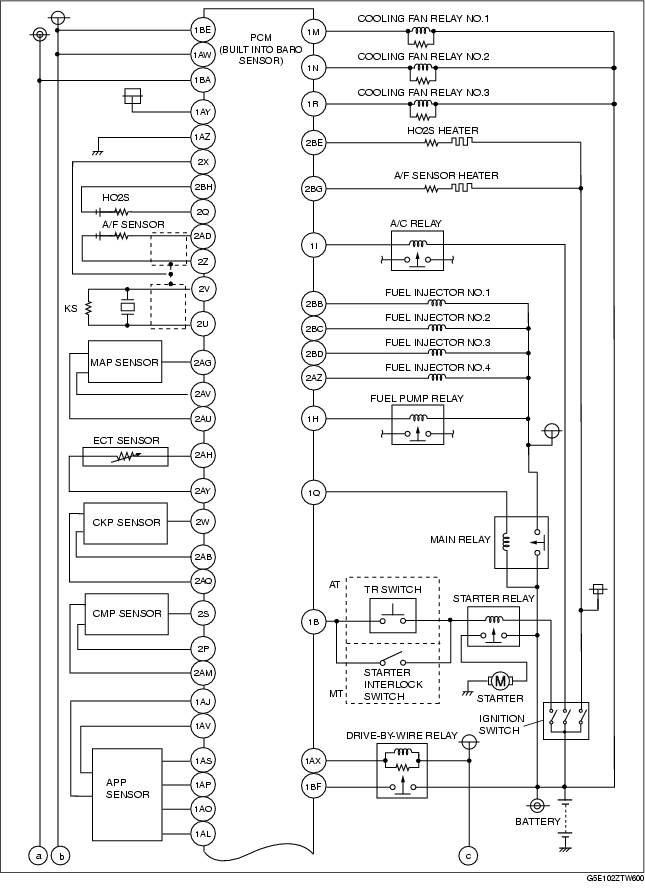 1BE
1AW
1BA
1AY
1AZ
2X
2BH
2Q
2AD
2Z
2V
2U
2AG
2AV
2AU
2AH
2AY
2W
2AB
2AQ
2S
2P
2AM
1AJ
1AV
1AS
1AP
1AO
1AL
PCM
(BUILT INTO BARO
SENSOR)
HO2S
A/F SENSOR
KS
MAP SENSOR
ECT SENSOR
CKP SENSOR
CMP SENSOR
APP
SENSOR
a
b
1M
COOLING FAN RELAY NO.1
1N
COOLING FAN RELAY NO.2
1R
COOLING FAN RELAY NO.3
2BE
HO2S HEATER
2BG
A/F SENSOR HEATER
1I
A/C RELAY
2BB
FUEL INJECTOR NO.1
2BC
FUEL INJECTOR NO.2
2BD
FUEL INJECTOR NO.3
2AZ
FUEL INJECTOR NO.4
1H
FUEL PUMP RELAY
1Q
MAIN RELAY
1B
AT
TR SWITCH
MT
STARTER
INTERLOCK
SWITCH
STARTER RELAY
M
STARTER
IGNITION
SWITCH
DRIVE-BY-WIRE RELAY
1AX
1BF
BATTERY
c
G5E102ZTW600